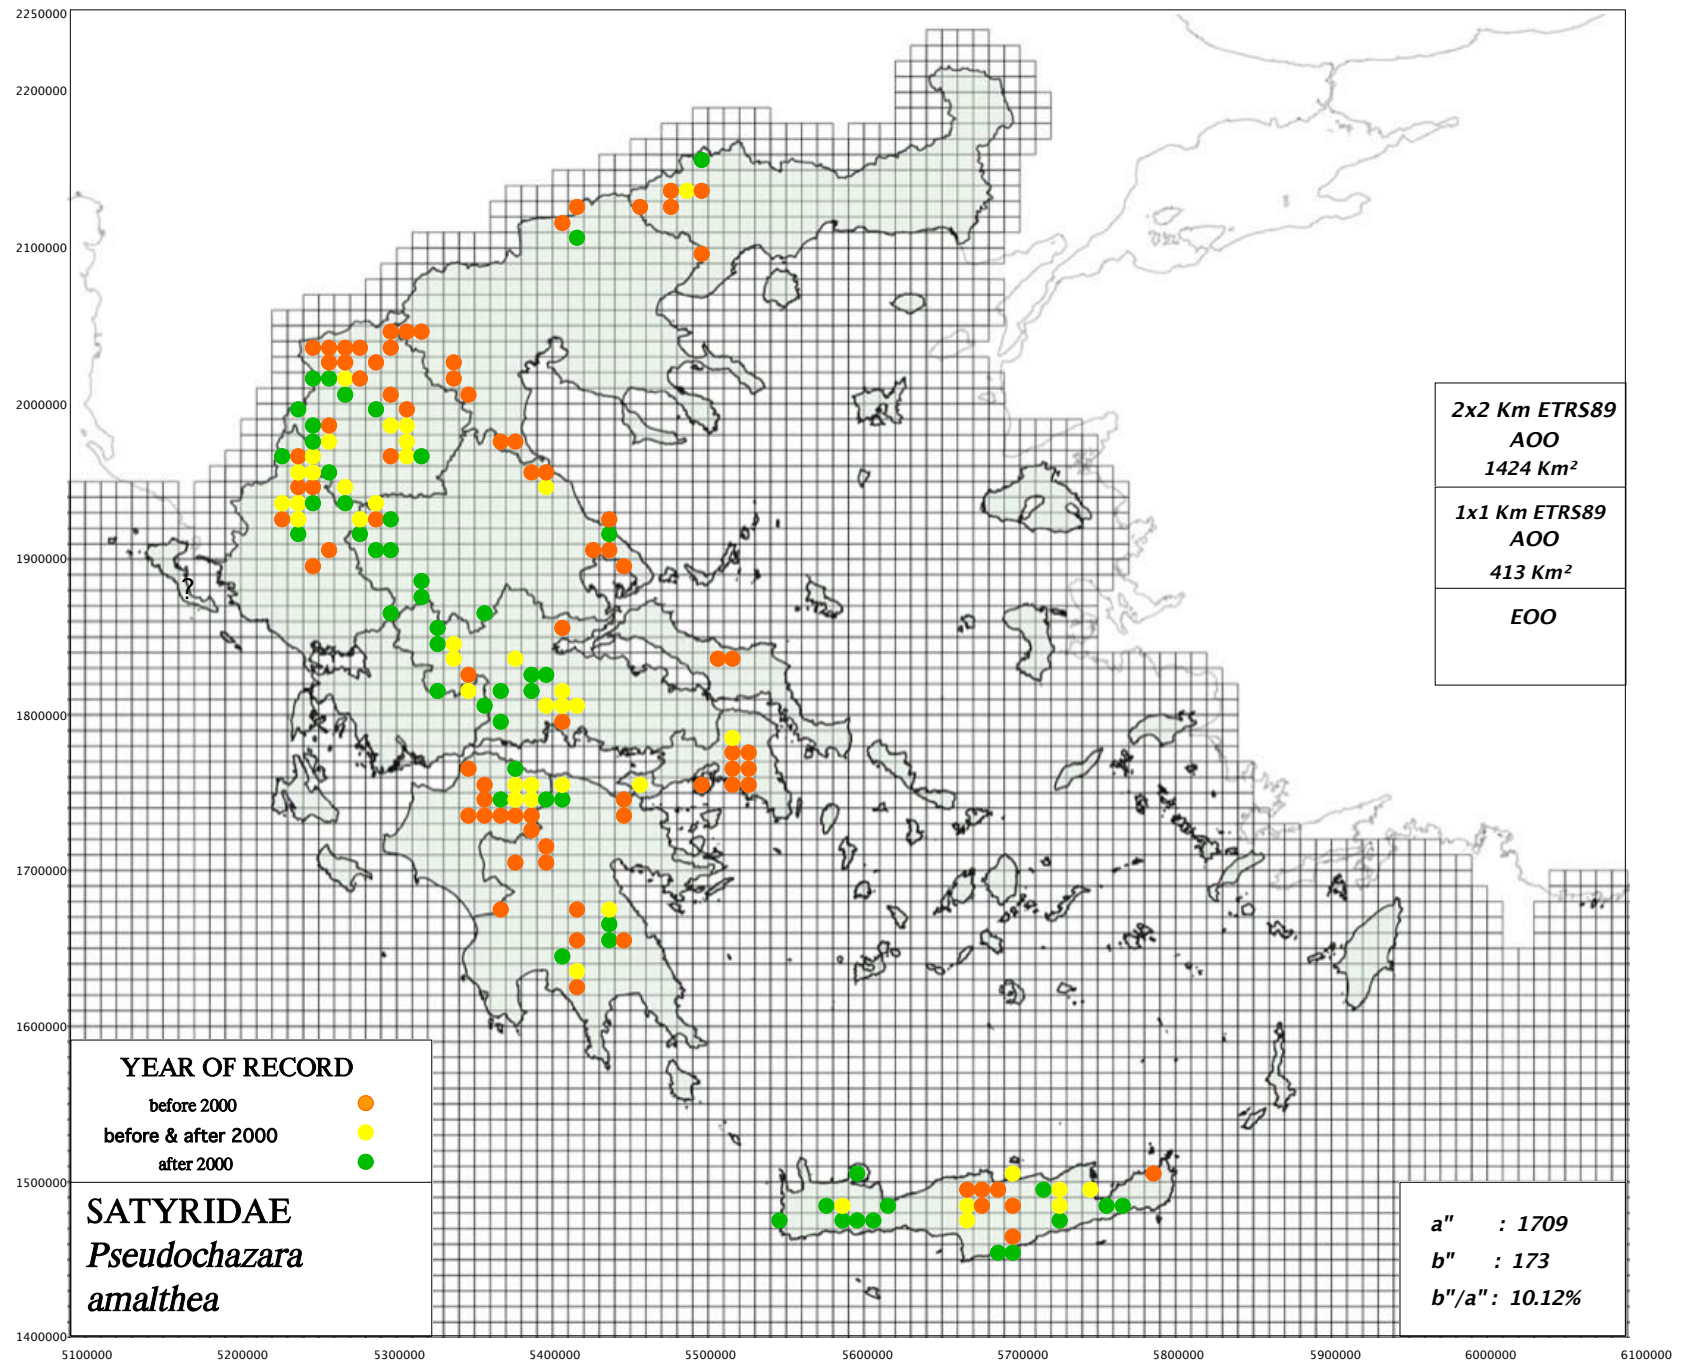 2250000
2200000
2100000
2000000
1900000
1800000
1700000
1600000
1500000
1400000
?
2x2 Km ETRS89
AOO
1424 Km²
1x1 Km ETRS89
AOO
413 Km²
EOO
YEAR OF RECORD
before 2000
before & after 2000
after 2000
SATYRIDAE
Pseudochazara
amalthea
a" : 1709
b" : 173
b"/a" : 10.12%
5100000 5200000 5300000 5400000 5500000 5600000 5700000 5800000 5900000 6000000 6100000